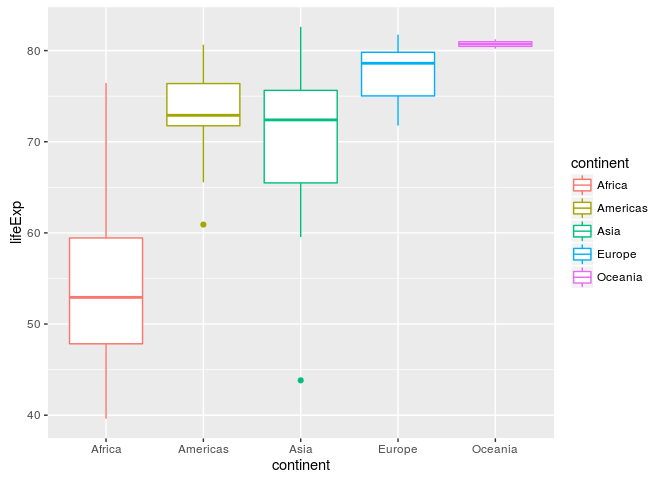 lifeExp
80
70
60
50
40
Africa
Americas
Asia
Europe
Oceania
continent
continent
Africa
Americas
Asia
Europe
Oceania